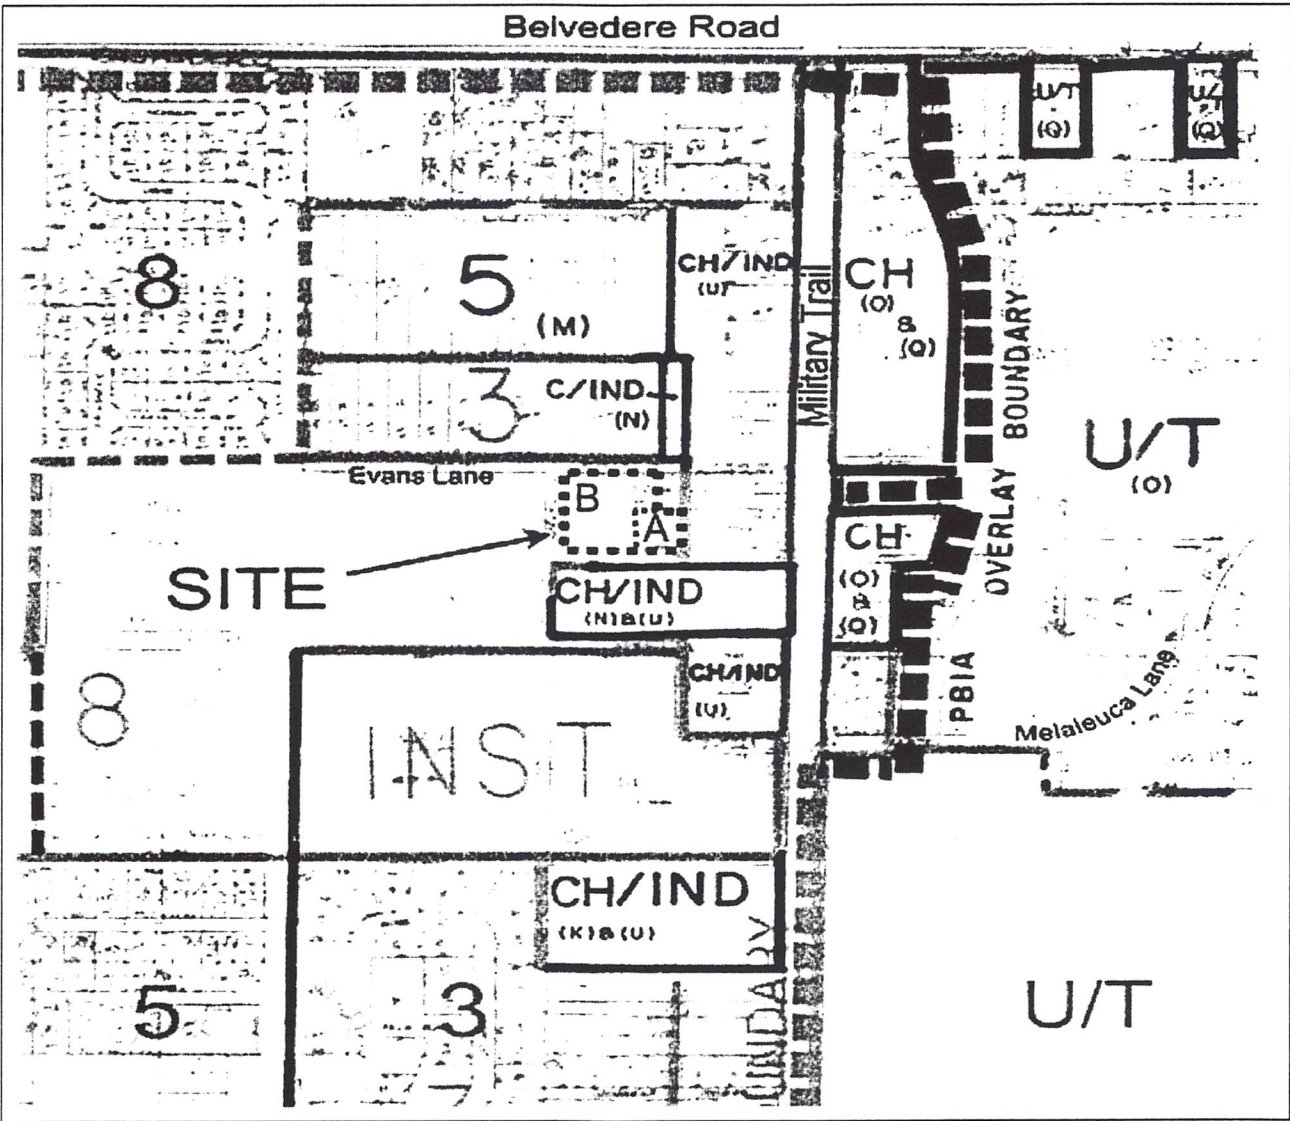 Belvedere Road
U/T
(O)
8
5
(M)
CH/IND
(U)
Military Trail
CH
(O)
&
(Q)
BOUNDARY
3
C/IND
(N)
U/T
(O)
Evans Lane
B
A
OVERLAY
CH
(O)
&
(Q)
SITE
CH/IND
(N)&(U)
PBIA
8
CH/IND
(U)
Melaleuca Lane
INST
CH/IND
(K)&(U)
5
3
U/T